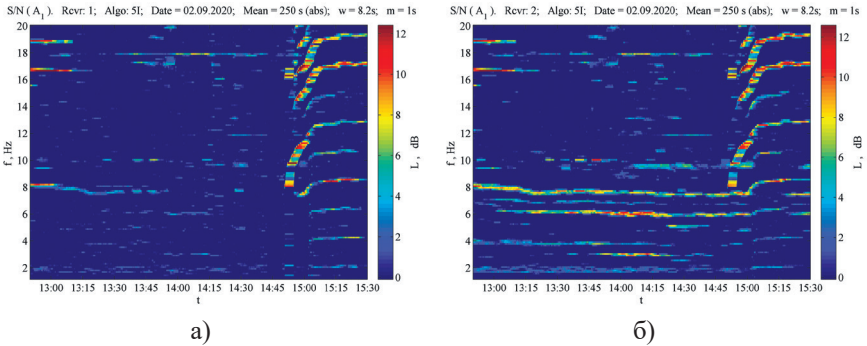 S/N ( A₁ ). Rcvr: 1; Algo: 5I; Date = 02.09.2020; Mean = 250 s (abs); w = 8.2s; m = 1s
20
18
16
14
12
10
8
6
4
2
f , Hz
13:00 13:15 13:30 13:45 14:00 14:15 14:30 14:45 15:00 15:15 15:30
t
12
10
8
6
4
2
0
L , dB
а)
S/N ( A₁ ). Rcvr: 2; Algo: 5I; Date = 02.09.2020; Mean = 250 s (abs); w = 8.2s; m = 1s
20
18
16
14
12
10
8
6
4
2
f , Hz
13:00 13:15 13:30 13:45 14:00 14:15 14:30 14:45 15:00 15:15 15:30
t
12
10
8
6
4
2
0
L , dB
б)